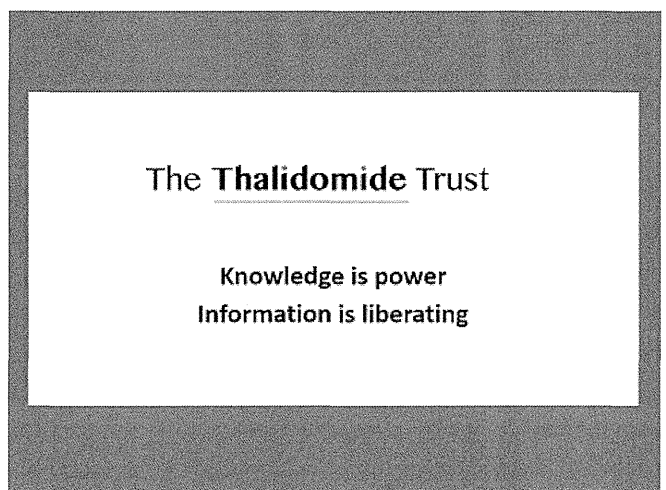 The Thalidomide Trust
Knowledge is power
Information is liberating